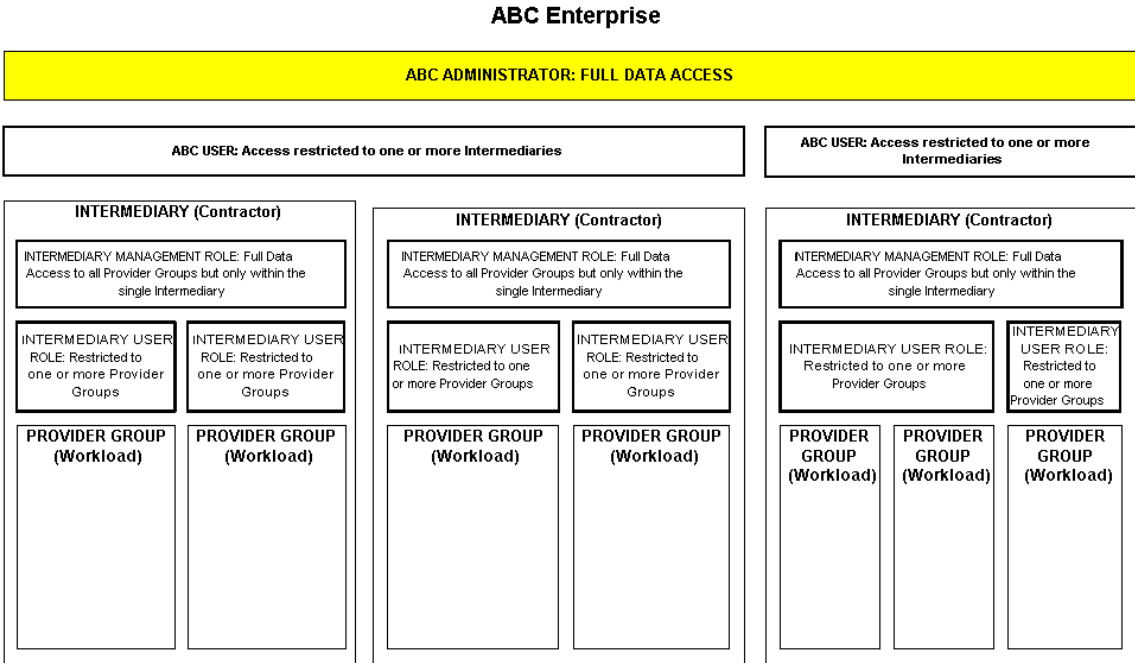 ABC Enterprise
ABC ADMINISTRATOR: FULL DATA ACCESS
ABC USER: Access restricted to one or more Intermediaries
ABC USER: Access restricted to one or more
Intermediaries
INTERMEDIARY (Contractor)
INTERMEDIARY MANAGEMENT ROLE: Full Data
Access to all Provider Groups but only within the
single Intermediary
INTERMEDIARY USER
ROLE: Restricted to
one or more Provider
Groups
INTERMEDIARY USER
ROLE: Restricted to
one or more Provider
Groups
PROVIDER GROUP
(Workload)
PROVIDER GROUP
(Workload)
INTERMEDIARY (Contractor)
INTERMEDIARY MANAGEMENT ROLE: Full Data
Access to all Provider Groups but only within the
single Intermediary
INTERMEDIARY USER
ROLE: Restricted to one
or more Provider Groups
INTERMEDIARY USER
ROLE: Restricted to
one or more Provider
Groups
PROVIDER GROUP
(Workload)
PROVIDER GROUP
(Workload)
INTERMEDIARY (Contractor)
INTERMEDIARY MANAGEMENT ROLE: Full Data
Access to all Provider Groups but only within the
single Intermediary
INTERMEDIARY USER ROLE:
Restricted to one or more
Provider Groups
INTERMEDIARY
USER ROLE:
Restricted to
one or more
Provider Groups
PROVIDER
GROUP
(Workload)
PROVIDER
GROUP
(Workload)
PROVIDER
GROUP
(Workload)